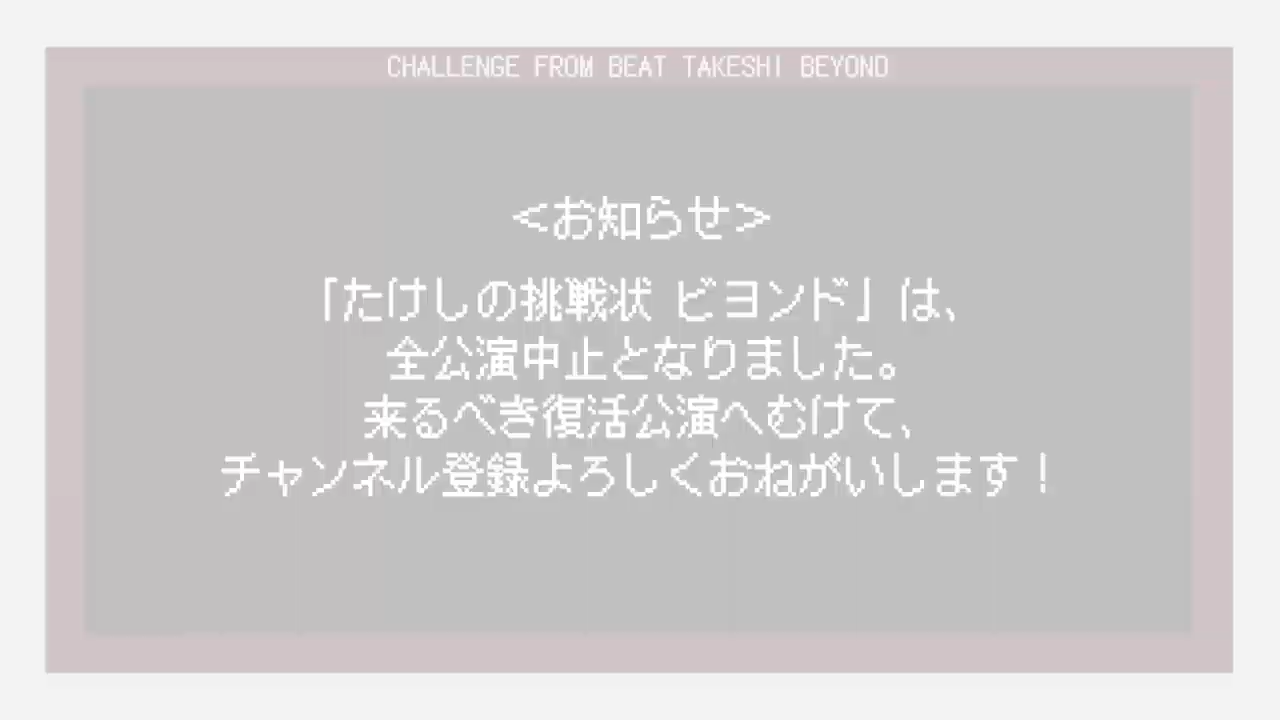 CHALLENGE FROM BEAT TAKESHI BEYOND
＜お知らせ＞
「たけしの挑戦状 ビヨンド」は、
全公演中止となりました。
来るべき復活公演へむけて、
チャンネル登録よろしくおねがいします！